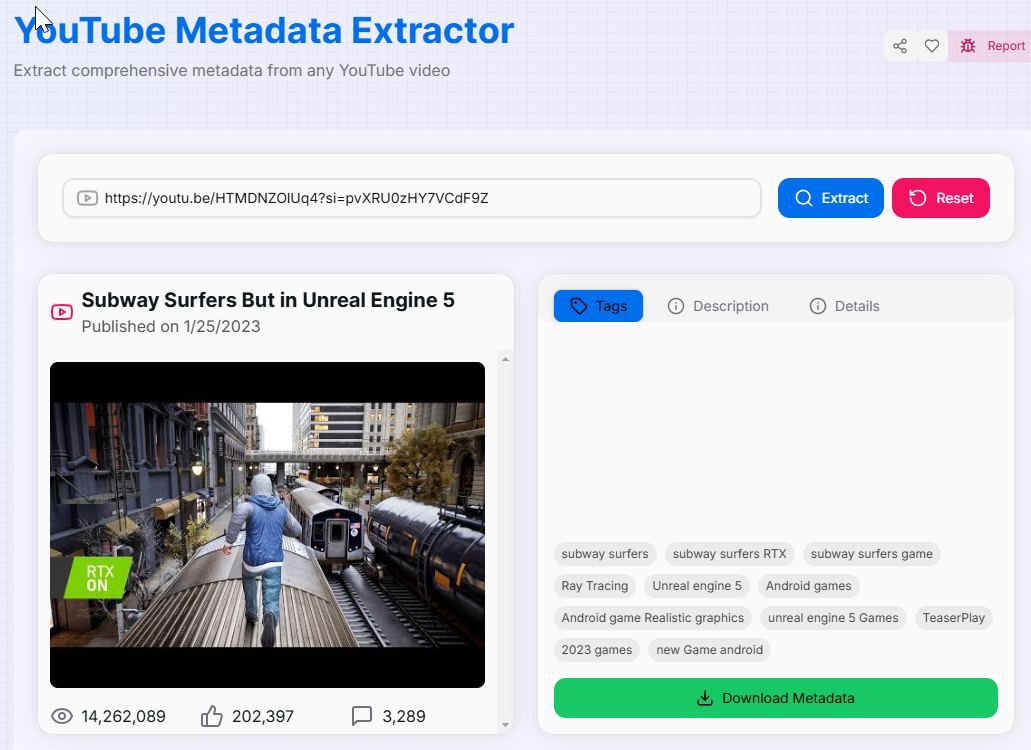 YouTube Metadata Extractor
Extract comprehensive metadata from any YouTube video
Report
https://youtu.be/HTMDNZOlUq4?si=pvXRU0zHY7VCdF9Z
Extract
Reset
Subway Surfers But in Unreal Engine 5
Published on 1/25/2023
RTX
ON
14,262,089 202,397 3,289
Tags Description Details
subway surfers subway surfers RTX subway surfers game
Ray Tracing Unreal engine 5 Android games
Android game Realistic graphics unreal engine 5 Games TeaserPlay
2023 games new Game android
Download Metadata